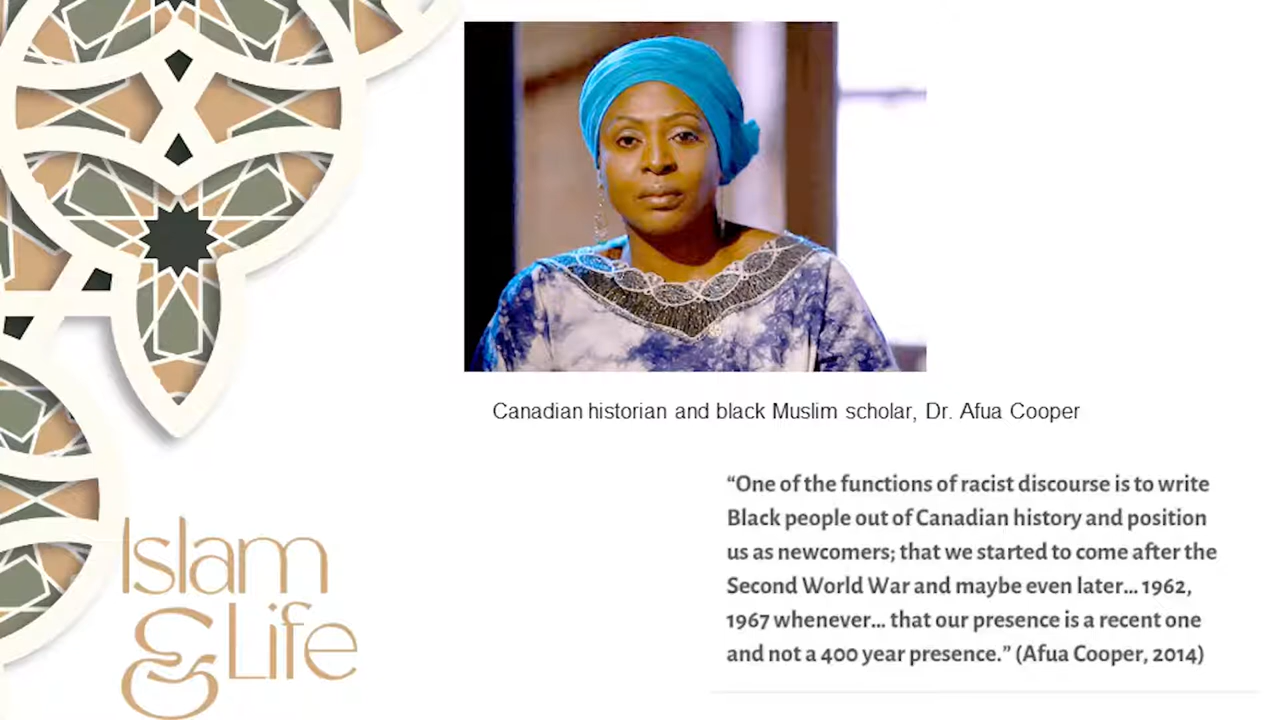 Canadian historian and black Muslim scholar, Dr. Afua Cooper
“One of the functions of racist discourse is to write
Black people out of Canadian history and position
us as newcomers; that we started to come after the
Second World War and maybe even later... 1962,
1967 whenever... that our presence is a recent one
and not a 400 year presence.” (Afua Cooper, 2014)
Islam
& Life